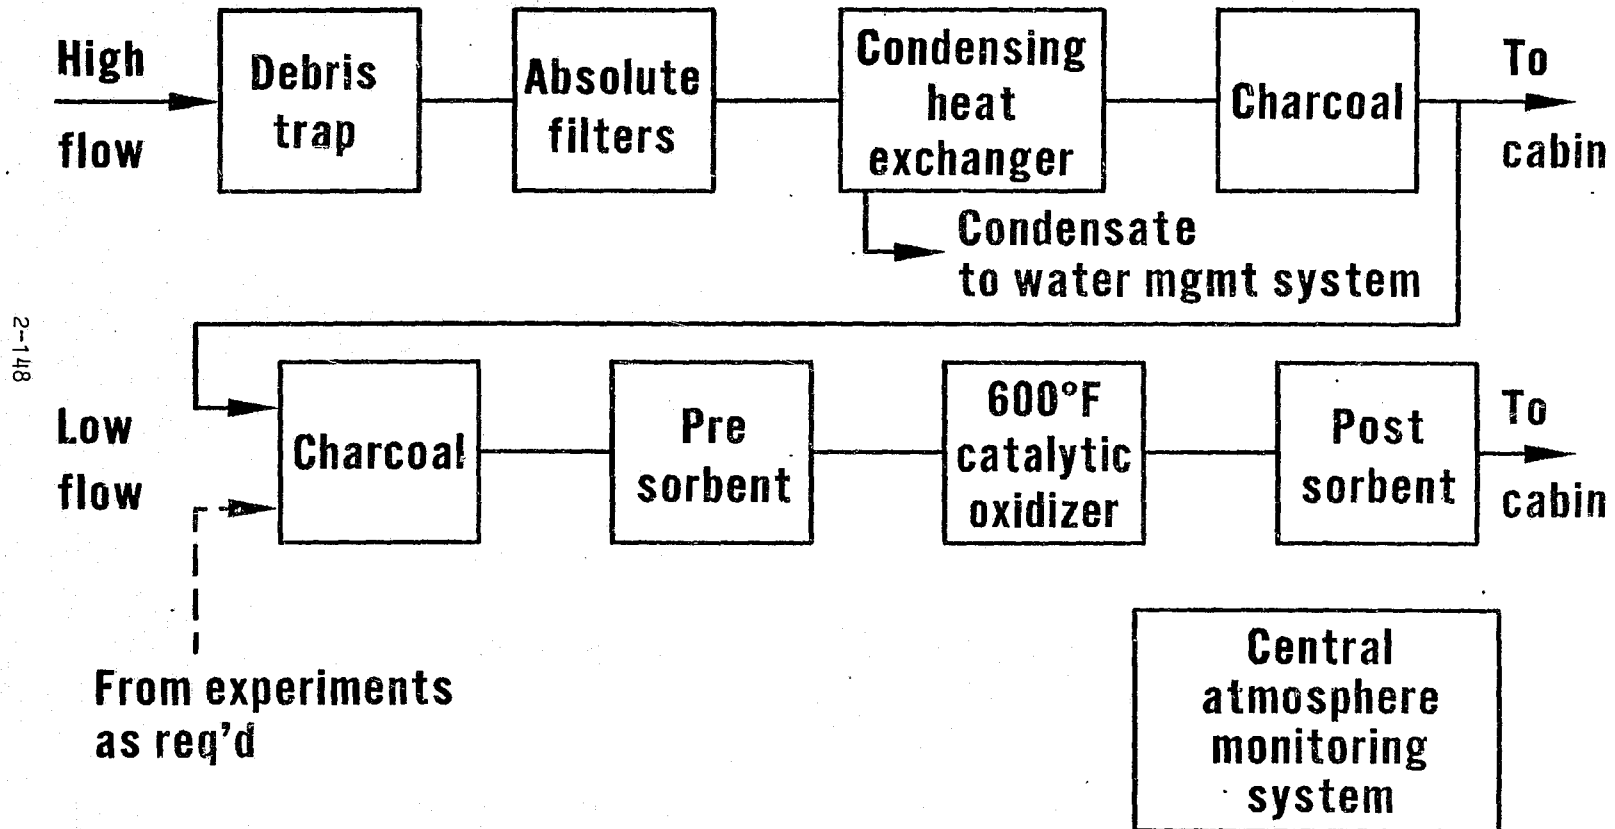 High
flow
Debris
trap
Absolute
filters
Condensing
heat
exchanger
Charcoal
To
cabin
Condensate
to water mgmt system
2-148
Low
flow
Charcoal
Pre
sorbent
600°F
catalytic
oxidizer
Post
sorbent
To
cabin
From experiments
as req'd
Central
atmosphere
monitoring
system